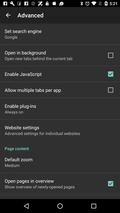 5:21
Advanced
Set search engine
Google
Open in background
Open new tabs behind the current tab
Enable JavaScript
Allow multiple tabs per app
Enable plug-ins
Always on
Website settings
Advanced settings for individual websites
Page content
Default zoom
Medium
Open pages in overview
Show overview of newly opened pages